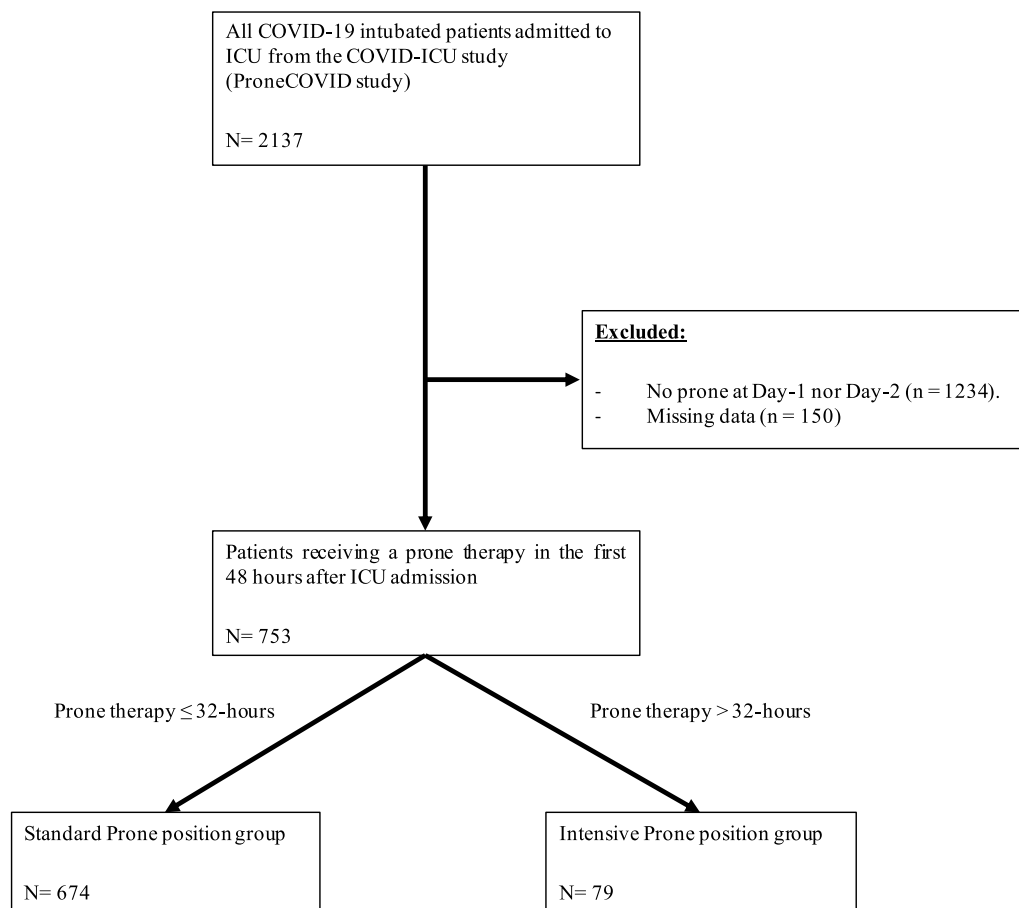 All COVID-19 intubated patients admitted to
ICU from the COVID-ICU study
(ProneCOVID study)
N= 2137
Excluded:
- No prone at Day-1 nor Day-2 (n = 1234).
- Missing data (n = 150)
Patients receiving a prone therapy in the first
48 hours after ICU admission
N= 753
Prone therapy ≤ 32-hours
Prone therapy > 32-hours
Standard Prone position group
N= 674
Intensive Prone position group
N= 79